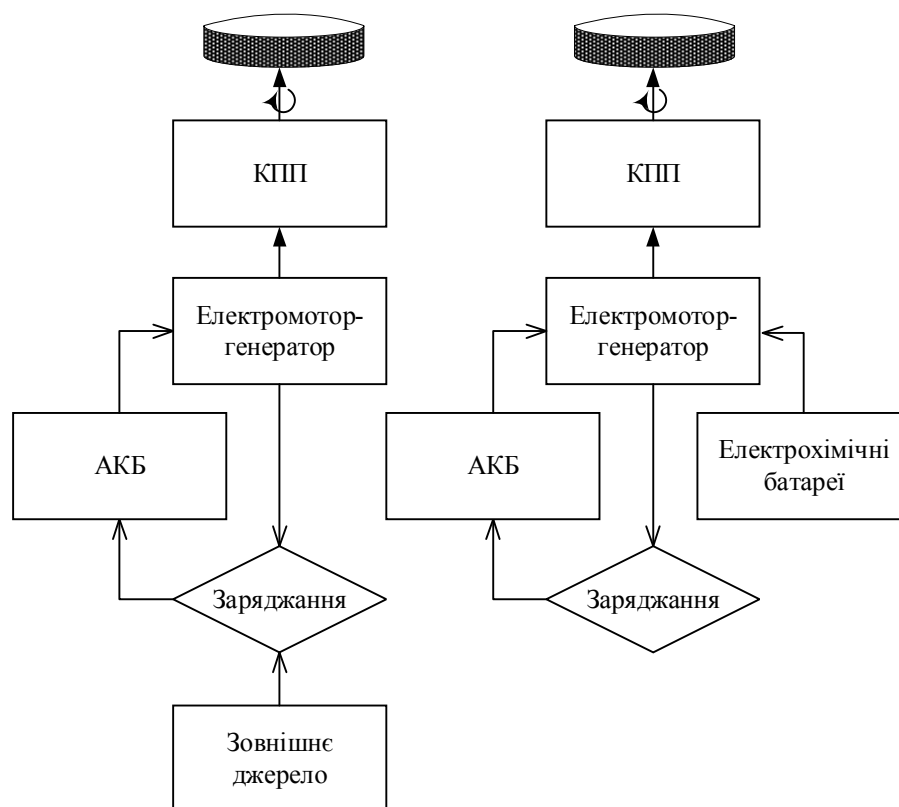 КПП
КПП
Електромотор-
генератор
Електромотор-
генератор
АКБ
АКБ
Електрохімічні
батареї
Заряджання
Заряджання
Зовнішнє
джерело